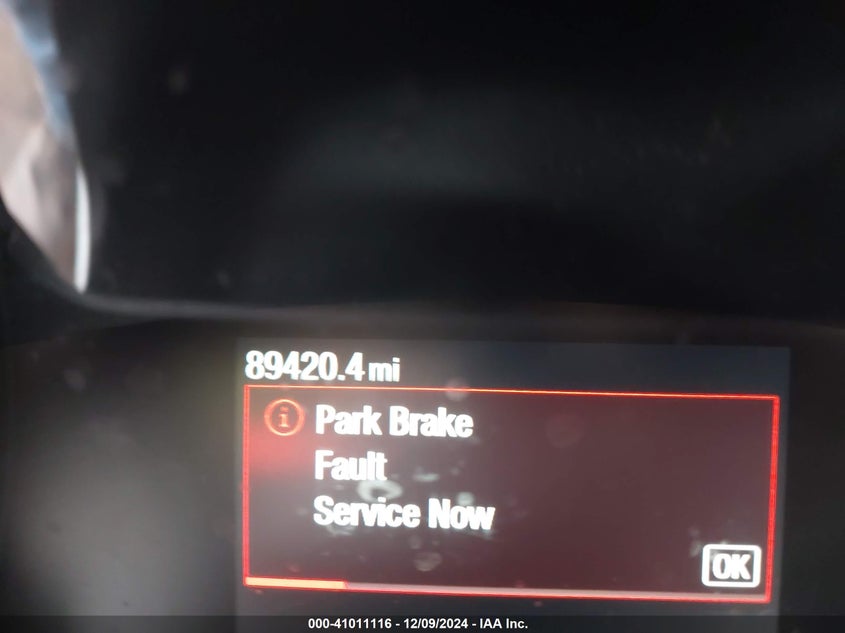 89420.4 mi
Park Brake
Fault
Service Now
OK
000-41011116 - 12/09/2024 - IAA Inc.